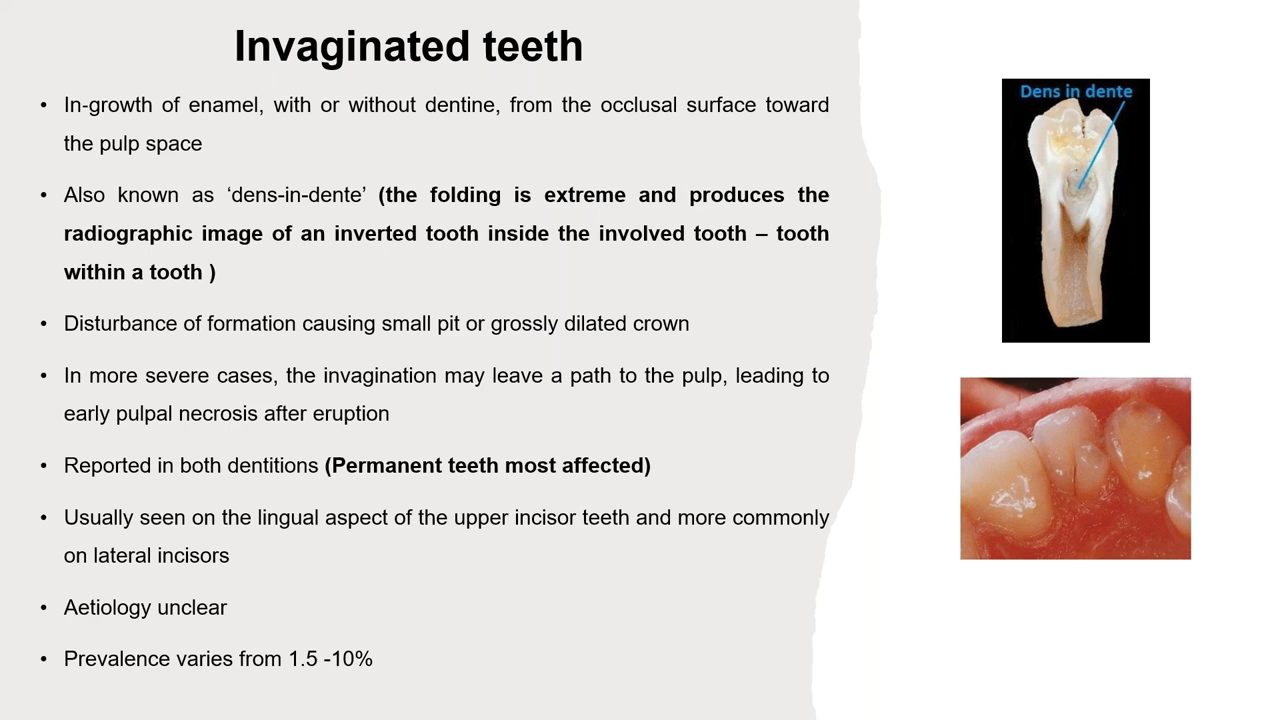 Invaginated teeth
• In-growth of enamel, with or without dentine, from the occlusal surface toward
the pulp space
• Also known as ‘dens-in-dente’ (the folding is extreme and produces the
radiographic image of an inverted tooth inside the involved tooth – tooth
within a tooth )
• Disturbance of formation causing small pit or grossly dilated crown
• In more severe cases, the invagination may leave a path to the pulp, leading to
early pulpal necrosis after eruption
• Reported in both dentitions (Permanent teeth most affected)
• Usually seen on the lingual aspect of the upper incisor teeth and more commonly
on lateral incisors
• Aetiology unclear
• Prevalence varies from 1.5 -10%
Dens in dente